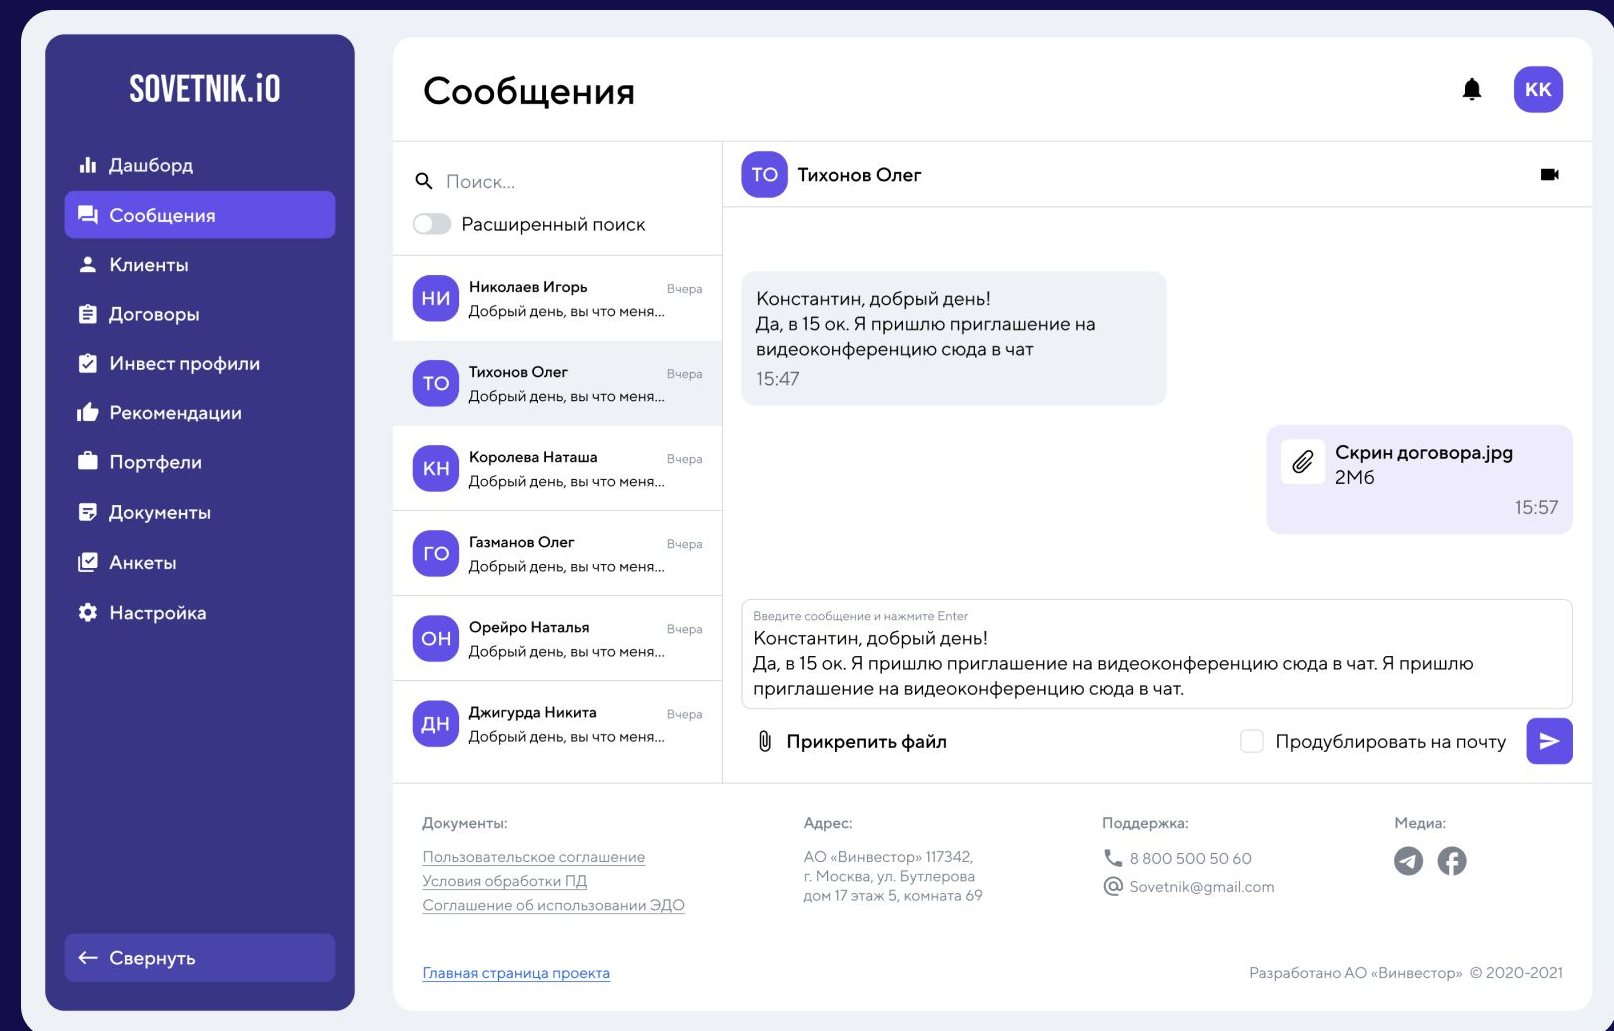 SOVETNIK.iO
Дашборд
Сообщения
Клиенты
Договоры
Инвест профили
Рекомендации
Портфели
Документы
Анкеты
Настройка
Свернуть
Сообщения
КК
Поиск...
Расширенный поиск
НИ
Николаев Игорь
Вчера
Добрый день, вы что меня...
ТО
Тихонов Олег
Вчера
Добрый день, вы что меня...
КН
Королева Наташа
Вчера
Добрый день, вы что меня...
ГО
Газманов Олег
Вчера
Добрый день, вы что меня...
ОН
Орейро Наталья
Вчера
Добрый день, вы что меня...
ДН
Джигурда Никита
Вчера
Добрый день, вы что меня...
ТО
Тихонов Олег
Константин, добрый день!
Да, в 15 ок. Я пришлю приглашение на
видеоконференцию сюда в чат
15:47
Скрин договора.jpg
2Мб
15:57
Введите сообщение и нажмите Enter
Константин, добрый день!
Да, в 15 ок. Я пришлю приглашение на видеоконференцию сюда в чат. Я пришлю
приглашение на видеоконференцию сюда в чат.
Прикрепить файл
Продублировать на почту
Документы:
Пользовательское соглашение
Условия обработки ПД
Соглашение об использовании ЭДО
Адрес:
АО «Винвестор» 117342,
г. Москва, ул. Бутлерова
дом 17 этаж 5, комната 69
Поддержка:
8 800 500 50 60
Sovetnik@gmail.com
Медиа:
Главная страница проекта
Разработано АО «Винвестор» © 2020-2021